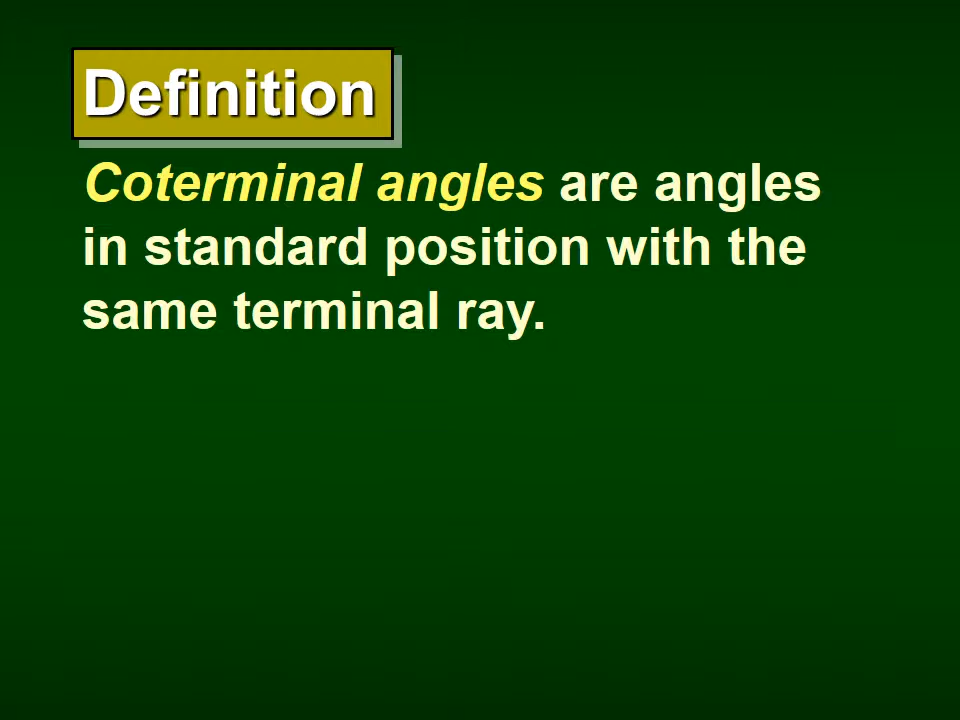 Definition
Coterminal angles are angles
in standard position with the
same terminal ray.